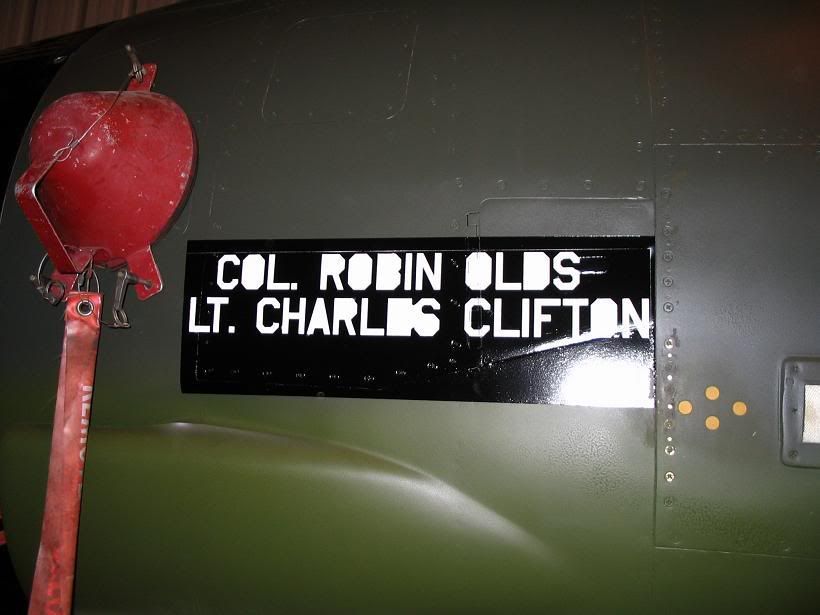 COL. ROBIN OLDS
LT. CHARLES CLIFTON